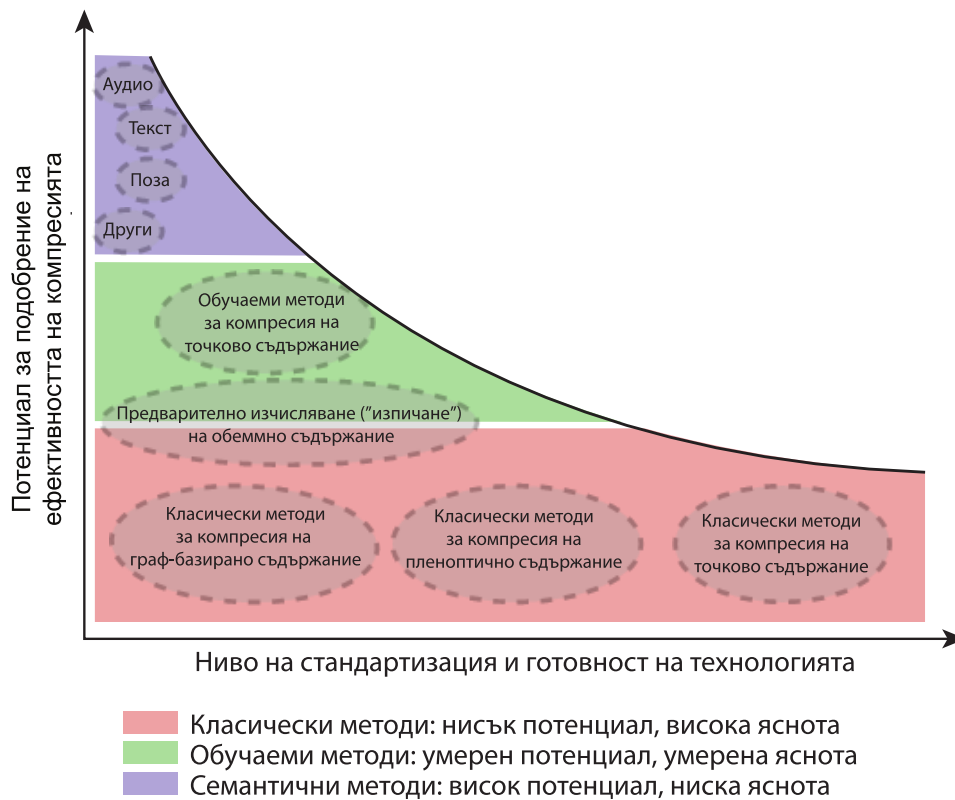 Потенциал за подобрение на
ефективността на компресията
Аудио
Текст
Поза
Други
Обучаеми методи
за компресия на
точково съдържание
Предварително изчисляване ("изпичане")
на обеммно съдържание
Класически методи
за компресия на
граф-базирано съдържание
Класически методи
за компресия на
пленоптично съдържание
Класически методи
за компресия на
точково съдържание
Ниво на стандартизация и готовност на технологията
Класически методи: нисък потенциал, висока яснота
Обучаеми методи: умерен потенциал, умерена яснота
Семантични методи: висок потенциал, ниска яснота